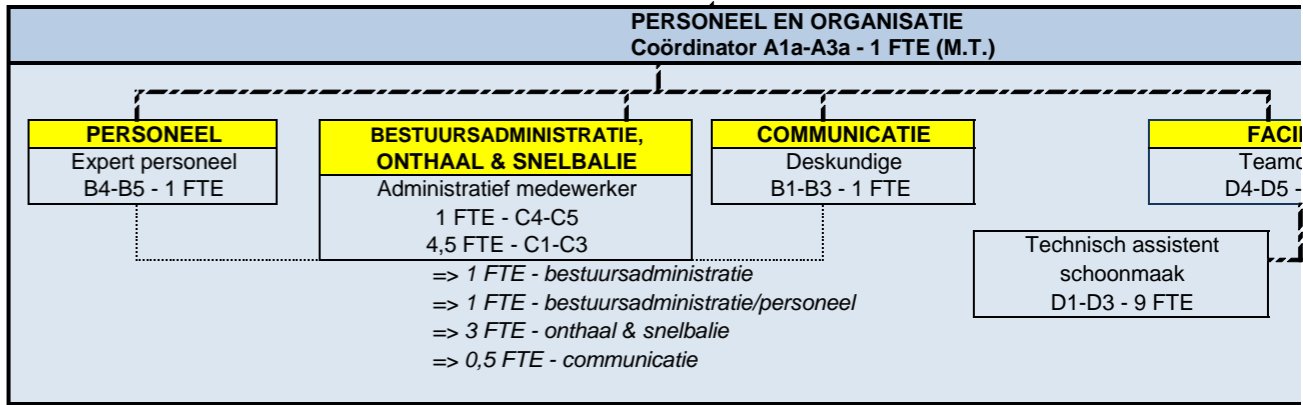 PERSONEEL EN ORGANISATIE
Coördinator A1a-A3a - 1 FTE (M.T.)
PERSONEEL
Expert personeel
B4-B5 - 1 FTE
BESTUURSADMINISTRATIE,
ONTHAAL & SNELBALIE
Administratief medewerker
1 FTE - C4-C5
4,5 FTE - C1-C3
=> 1 FTE - bestuursadministratie
=> 1 FTE - bestuursadministratie/personeel
=> 3 FTE - onthaal & snelbalie
=> 0,5 FTE - communicatie
COMMUNICATIE
Deskundige
B1-B3 - 1 FTE
D4-D5 -
Technisch assistent
schoonmaak
D1-D3 - 9 FTE